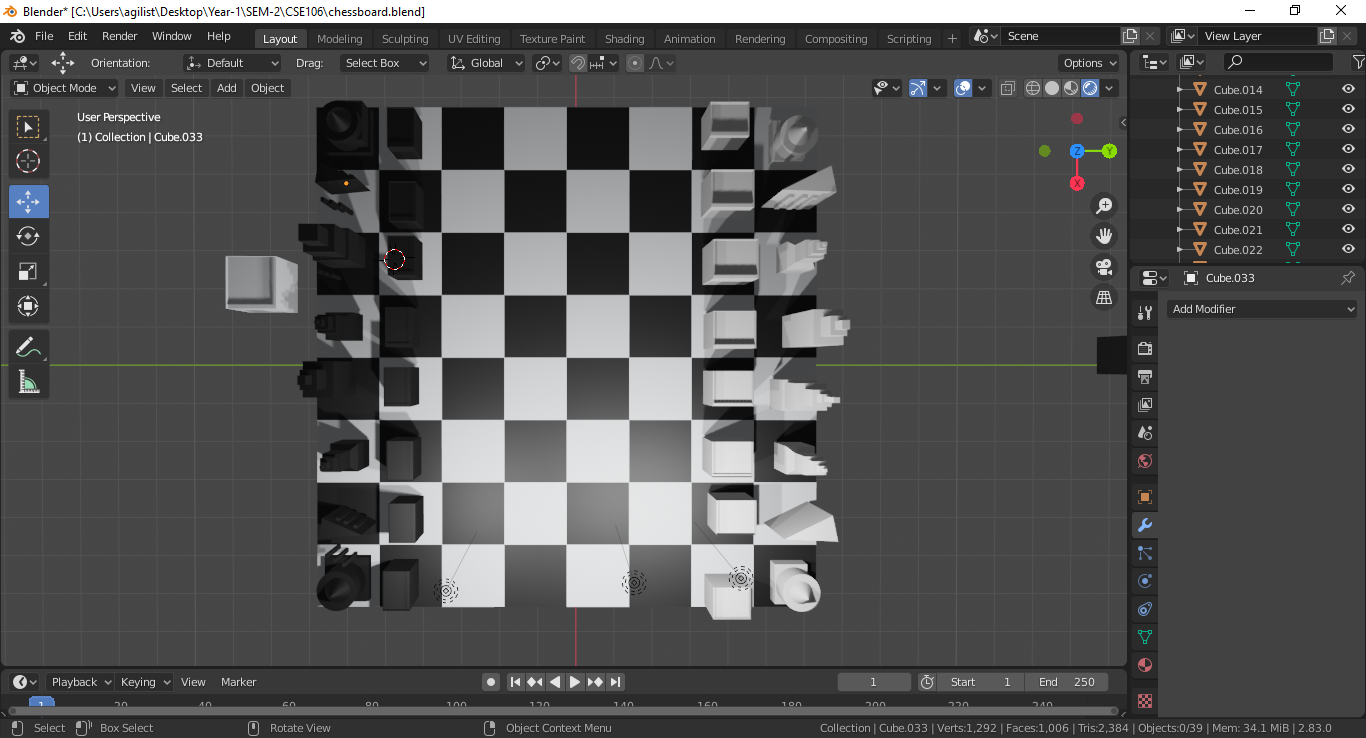 Blender* [C:\Users\agilist\Desktop\Year-1\SEM-2\CSE106\chessboard.blend]
File Edit Render Window Help Layout Modeling Sculpting UV Editing Texture Paint Shading Animation Rendering Compositing Scripting + Scene View Layer
Orientation: Default Drag: Select Box Global Options
Object Mode View Select Add Object
User Perspective
(1) Collection | Cube.033
Z Y
X
Cube.014
Cube.015
Cube.016
Cube.017
Cube.018
Cube.019
Cube.020
Cube.021
Cube.022
Cube.033
Add Modifier
Playback Keying View Marker 1 Start 1 End 250
1 20 40 60 80 100 120 140 160 180 200 220 240
Select Box Select Rotate View Object Context Menu Collection | Cube.033 | Verts:1,292 | Faces:1,006 | Tris:2,384 | Objects:0/39 | Mem: 34.1 MiB | 2.83.0